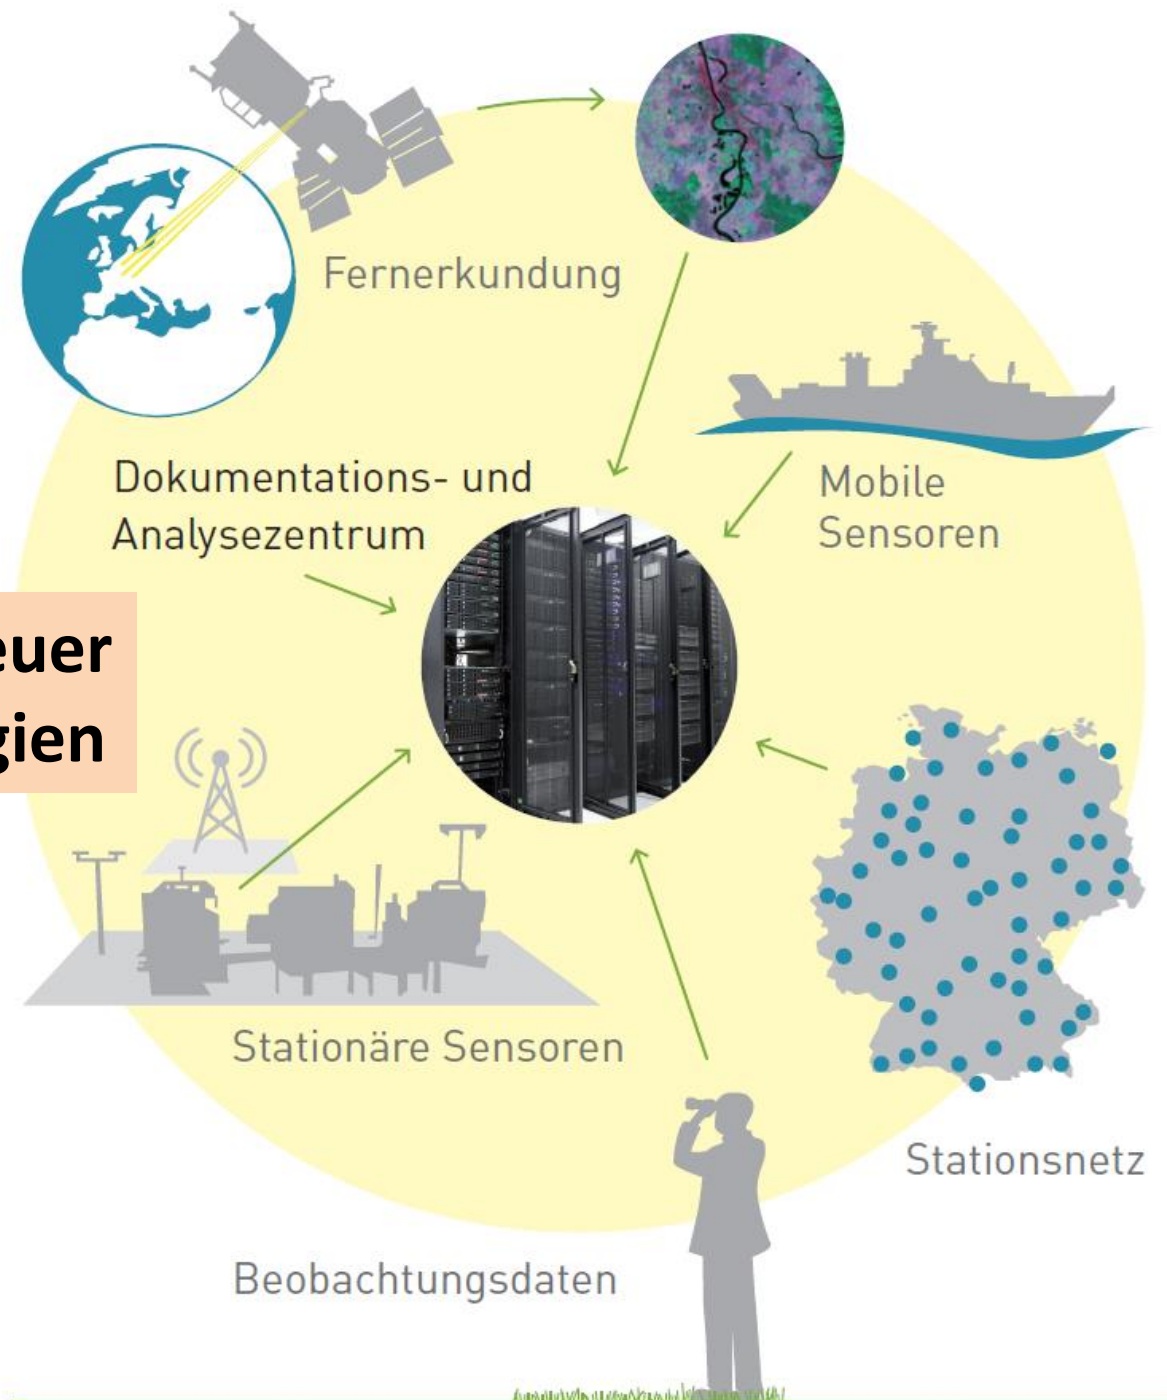 Fernerkundung
Dokumentations- und
Analysezentrum
Mobile
Sensoren
euer
gien
Stationäre Sensoren
Stationsnetz
Beobachtungsdaten